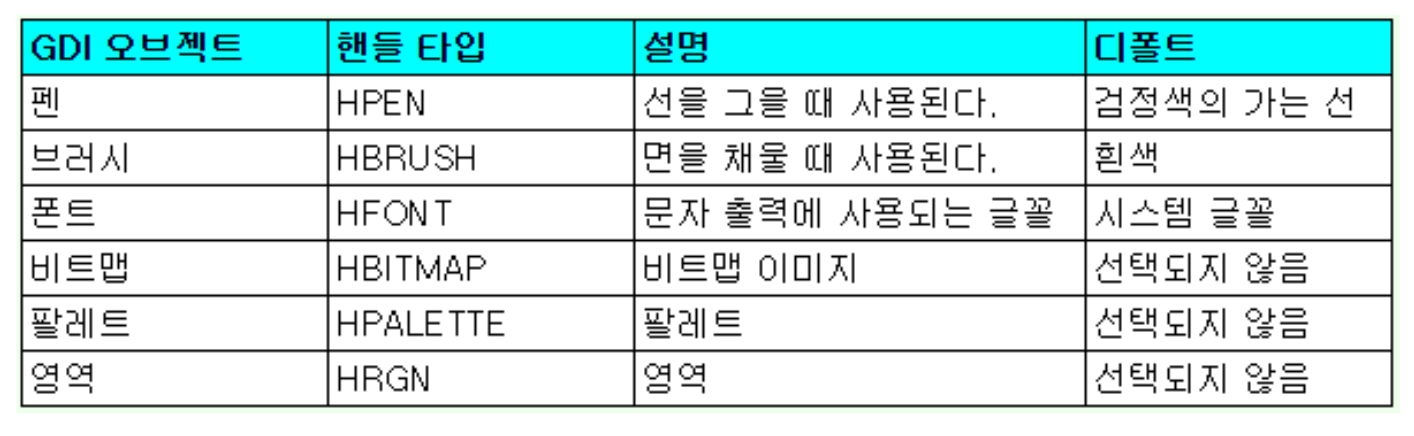 GDI 오브젝트 핸들 타입 설명 디폴트
펜 HPEN 선을 그을 때 사용된다. 검정색의 가는 선
브러시 HBRUSH 면을 채울 때 사용된다. 흰색
폰트 HFONT 문자 출력에 사용되는 글꼴 시스템 글꼴
비트맵 HBITMAP 비트맵 이미지 선택되지 않음
팔레트 HPALETTE 팔레트 선택되지 않음
영역 HRGN 영역 선택되지 않음